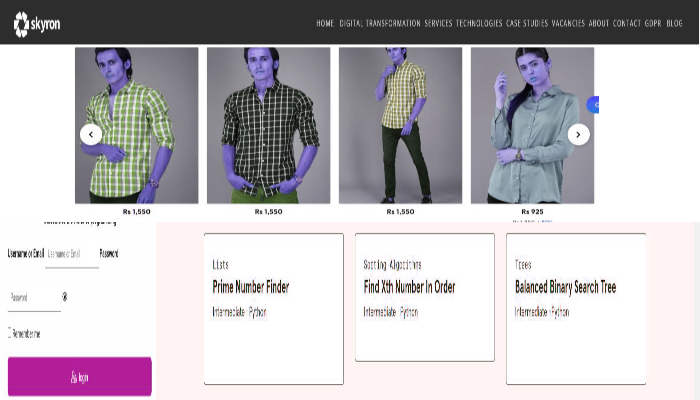 skyron
HOME DIGITAL TRANSFORMATION SERVICES TECHNOLOGIES CASE STUDIES VACANCIES ABOUT CONTACT GDPR BLOG
Rs 1,550 Rs 1,550 Rs 1,550 Rs 925
Username or Email Username or Email Password
Password
Remember me
login
Lists
Prime Number Finder
Intermediate · Python
Sorting Algorithms
Find Xth Number In Order
Intermediate · Python
Trees
Balanced Binary Search Tree
Intermediate · Python